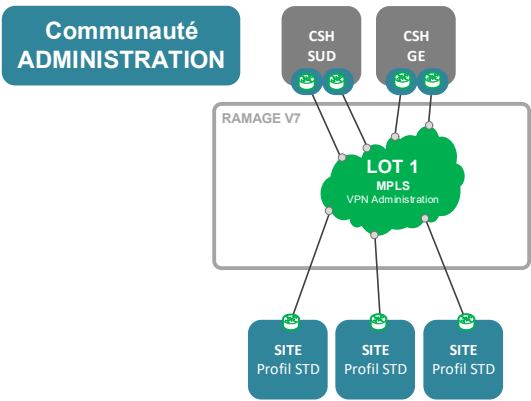 Communauté
ADMINISTRATION
CSH
SUD
CSH
GE
RAMAGE V7
LOT 1
MPLS
VPN Administration
SITE
Profil STD
SITE
Profil STD
SITE
Profil STD